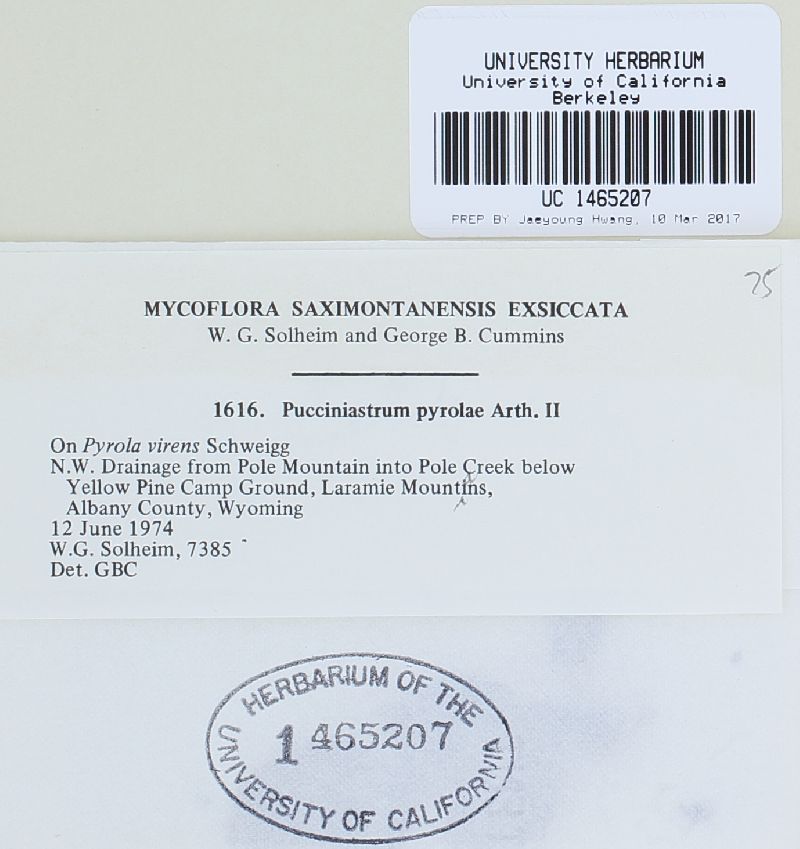 UNIVERSITY HERBARIUM
University of California
Berkeley
UC 1465207
PREP BY Jaeyoung Hwang, 10 Mar 2017
25
MYCOFLORA SAXIMONTANENSIS EXSICCATA
W. G. Solheim and George B. Cummins
1616. Pucciniastrum pyrolae Arth. II
On Pyrola virens Schweigg
N.W. Drainage from Pole Mountain into Pole Creek below
Yellow Pine Camp Ground, Laramie Mountins,
Albany County, Wyoming
12 June 1974
W.G. Solheim, 7385
Det. GBC
HERBARIUM OF THE
1465207
UNIVERSITY OF CALIFORNIA